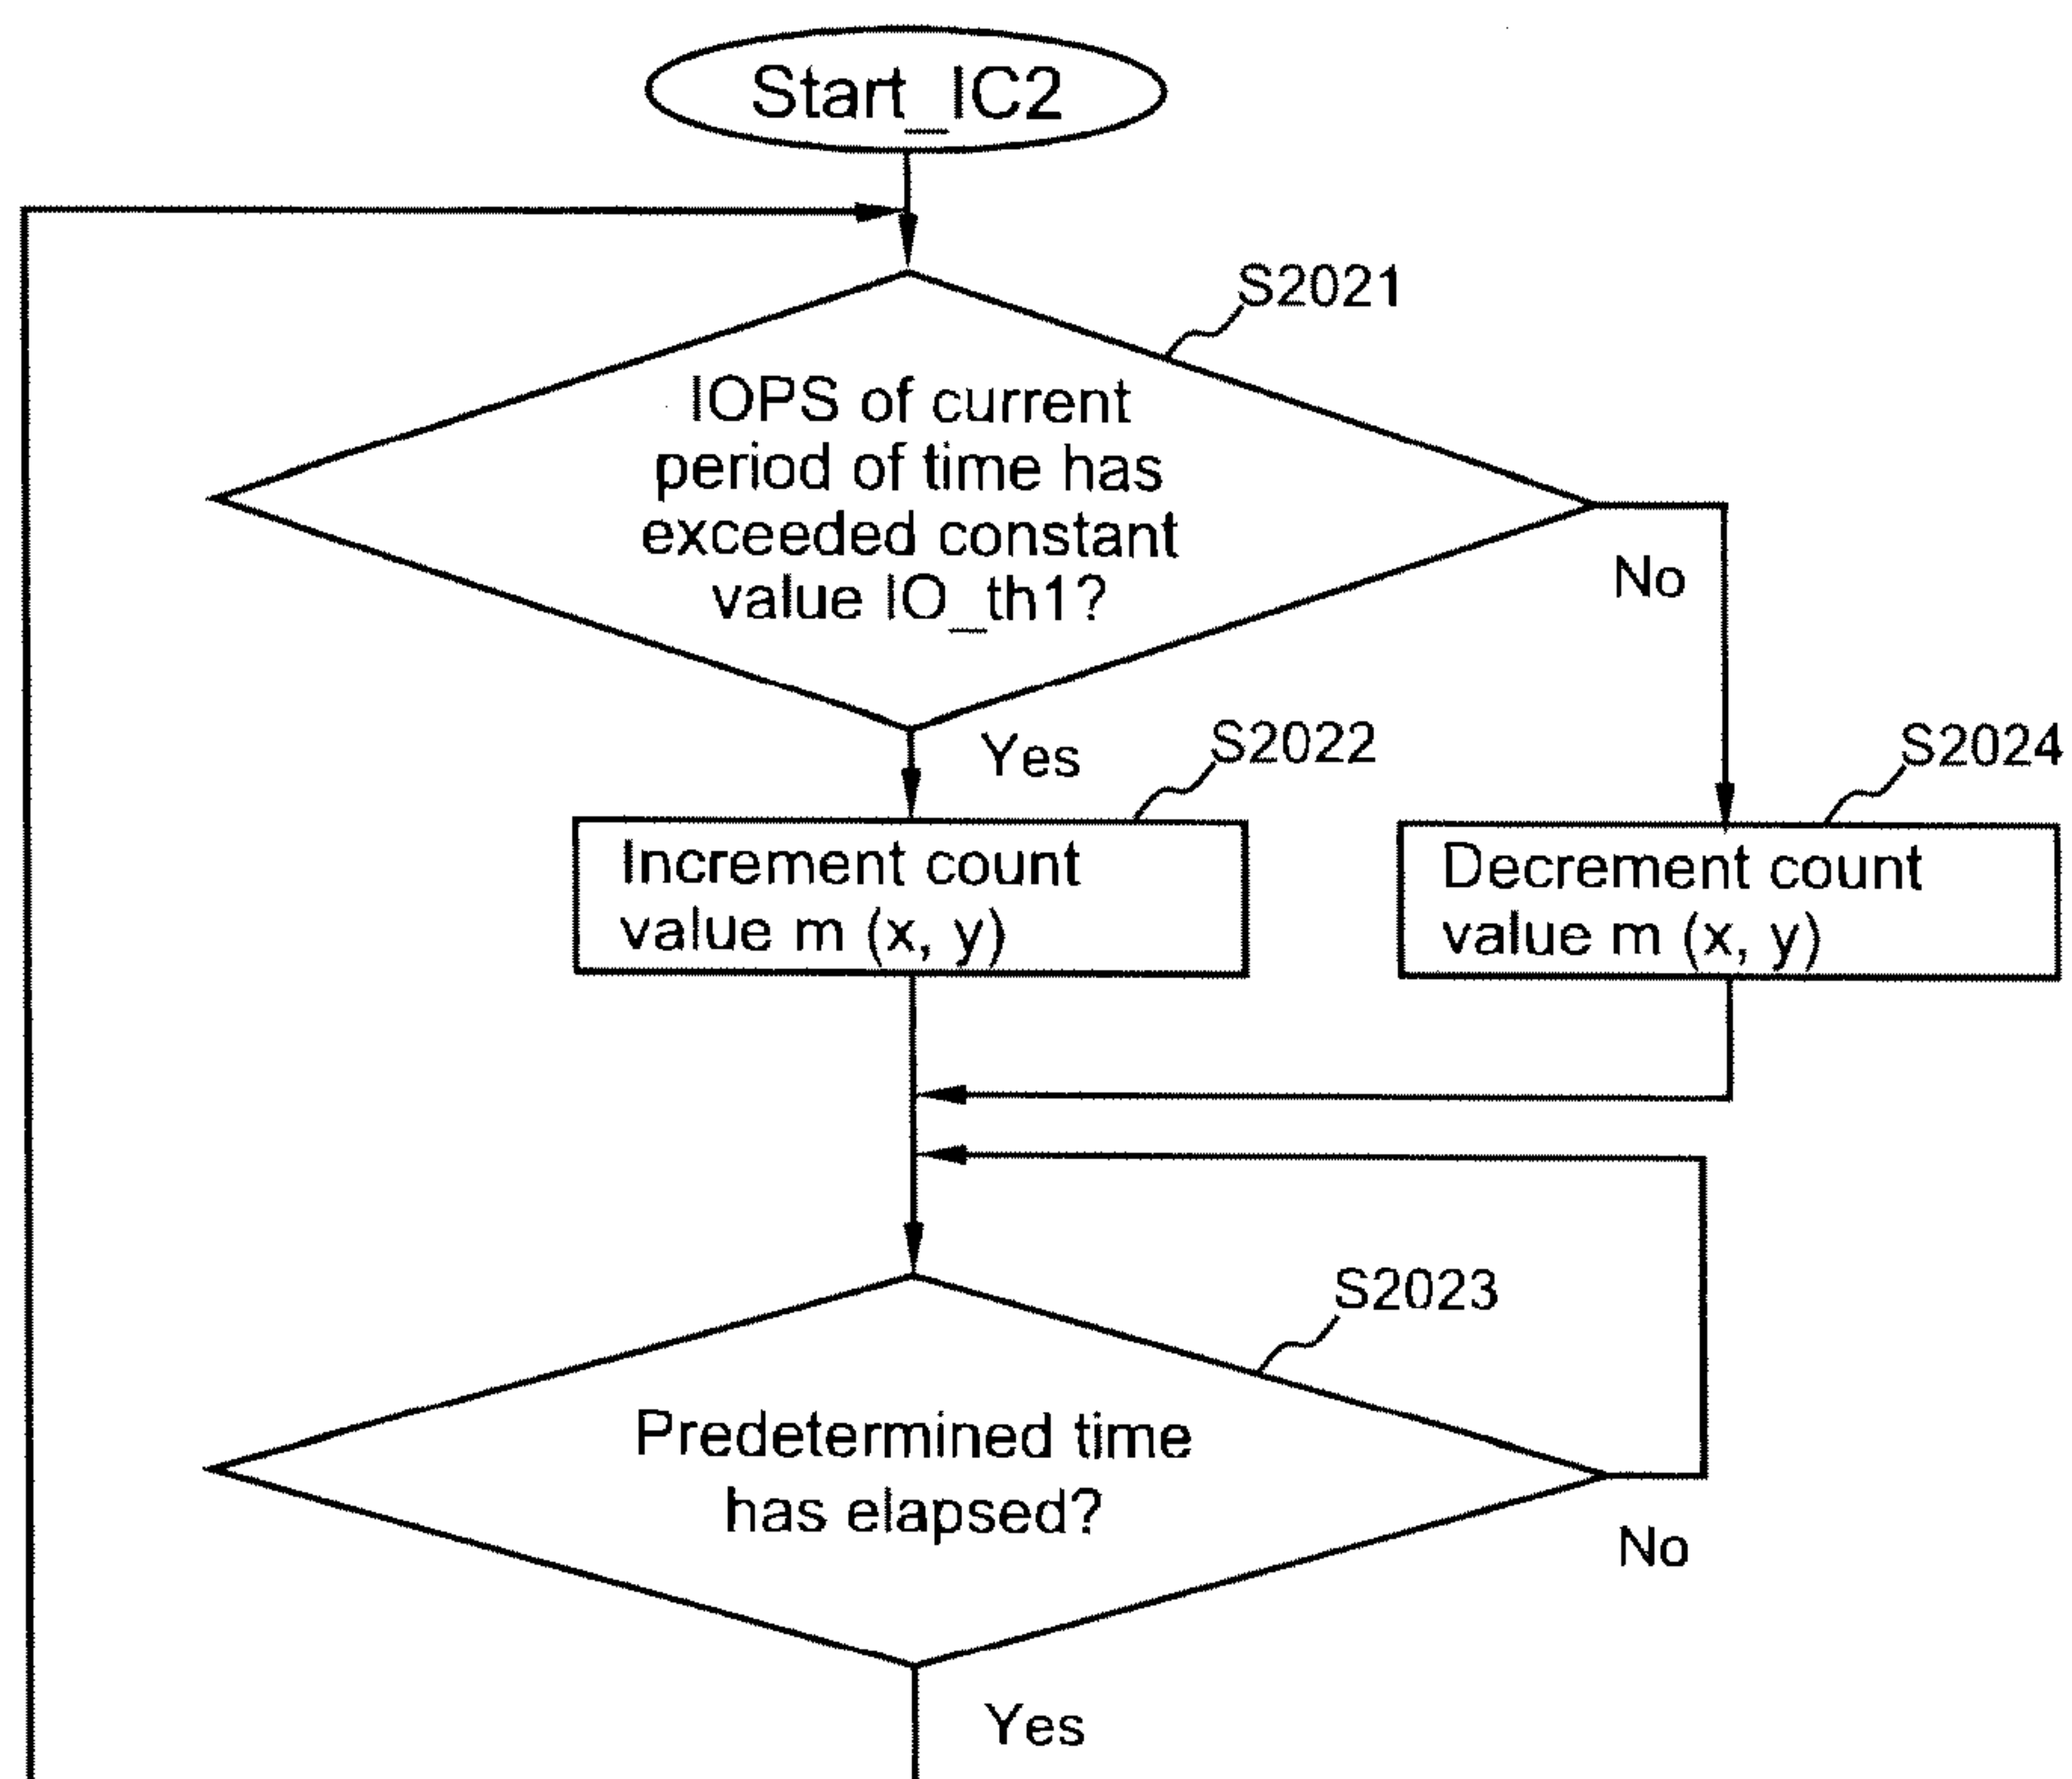 Start_IC2
S2021
IOPS of current
period of time has
exceeded constant
value IO_th1?
No
Yes
S2022
S2024
Increment count
value m (x, y)
Decrement count
value m (x, y)
S2023
Predetermined time
has elapsed?
No
Yes